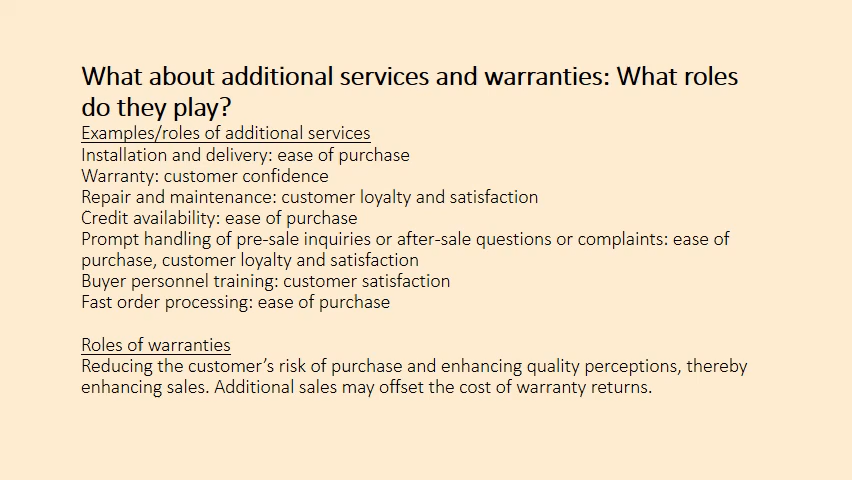 What about additional services and warranties: What roles
do they play?
Examples/roles of additional services
Installation and delivery: ease of purchase
Warranty: customer confidence
Repair and maintenance: customer loyalty and satisfaction
Credit availability: ease of purchase
Prompt handling of pre-sale inquiries or after-sale questions or complaints: ease of
purchase, customer loyalty and satisfaction
Buyer personnel training: customer satisfaction
Fast order processing: ease of purchase
Roles of warranties
Reducing the customer’s risk of purchase and enhancing quality perceptions, thereby
enhancing sales. Additional sales may offset the cost of warranty returns.